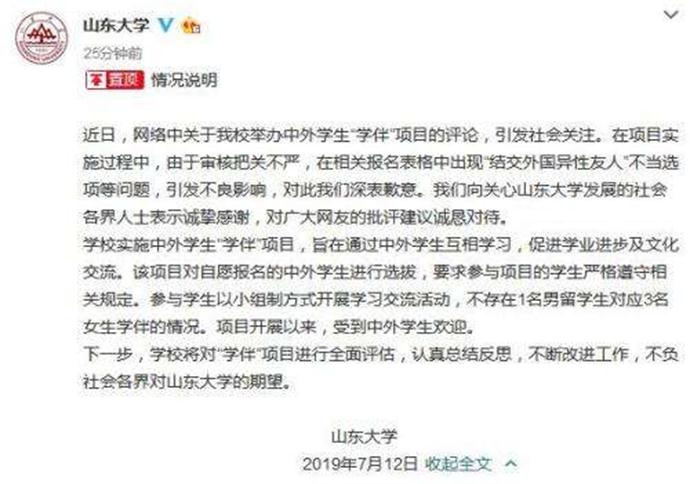 山东大学
25分钟前
置顶 情况说明
近日，网络中关于我校举办中外学生“学伴”项目的评论，引发社会关注。在项目实
施过程中，由于审核把关不严，在相关报名表格中出现“结交外国异性友人”不当选
项等问题，引发不良影响，对此我们深表歉意。我们向关心山东大学发展的社会
各界人士表示诚挚感谢，对广大网友的批评建议诚恳对待。
学校实施中外学生“学伴”项目，旨在通过中外学生互相学习，促进学业进步及文化
交流。该项目对自愿报名的中外学生进行选拔，要求参与项目的学生严格遵守相
关规定。参与学生以小组制方式开展学习交流活动，不存在1名男留学生对应3名
女生学伴的情况。项目开展以来，受到中外学生欢迎。
下一步，学校将对“学伴”项目进行全面评估，认真总结反思，不断改进工作，不负
社会各界对山东大学的期望。
山东大学
2019年7月12日 收起全文